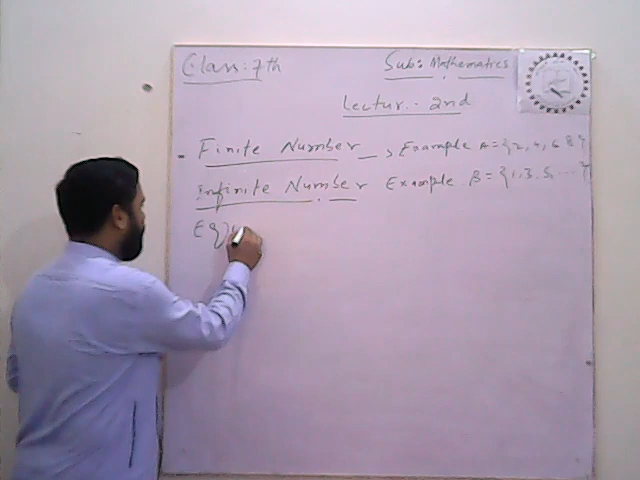 Class: 7th
Sub: Mathematics
Lectur. 2nd
Finite Number → Example A = {2, 4, 6 8}
Infinite Number Example B = {1, 3. 5, ...}
Eq